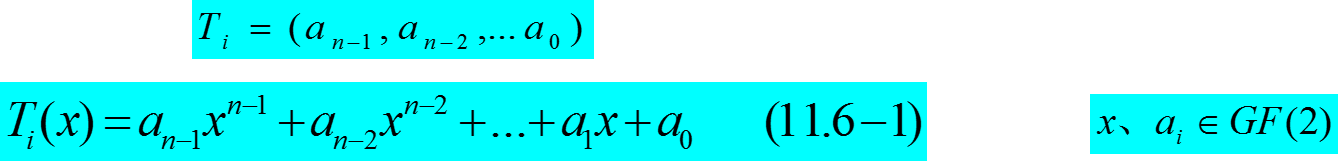 T_i = (a_{n-1}, a_{n-2},...a_0)
T_i(x) = a_{n-1}x^{n-1} + a_{n-2}x^{n-2} + ... + a_1x + a_0 (11.6-1) x、a_i ∈ GF(2)